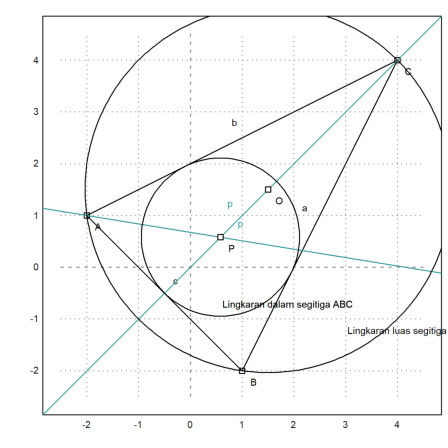 4
C
3
b
2
O
p
a
1
A
p
P
0
c
Lingkaran dalam segitiga ABC
-1
Lingkaran luas segitiga
-2
B
-2 -1 0 1 2 3 4